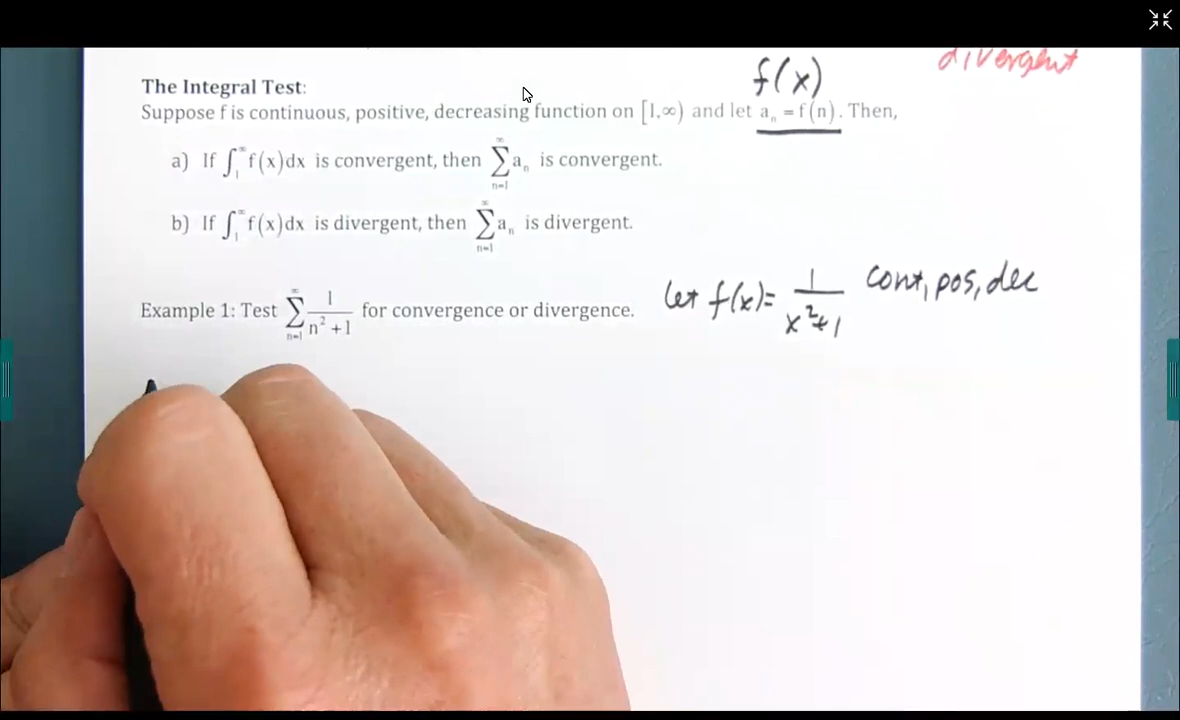 divergent
f(x)
The Integral Test:
Suppose f is continuous, positive, decreasing function on [1,∞) and let aₙ = f(n). Then,
a) If ∫₁^∞ f(x)dx is convergent, then ∑_{n=1}^∞ aₙ is convergent.
b) If ∫₁^∞ f(x)dx is divergent, then ∑_{n=1}^∞ aₙ is divergent.
Example 1: Test ∑_{n=1}^∞ 1/(n²+1) for convergence or divergence.
let f(x)= 1/(x²+1) cont, pos, dec